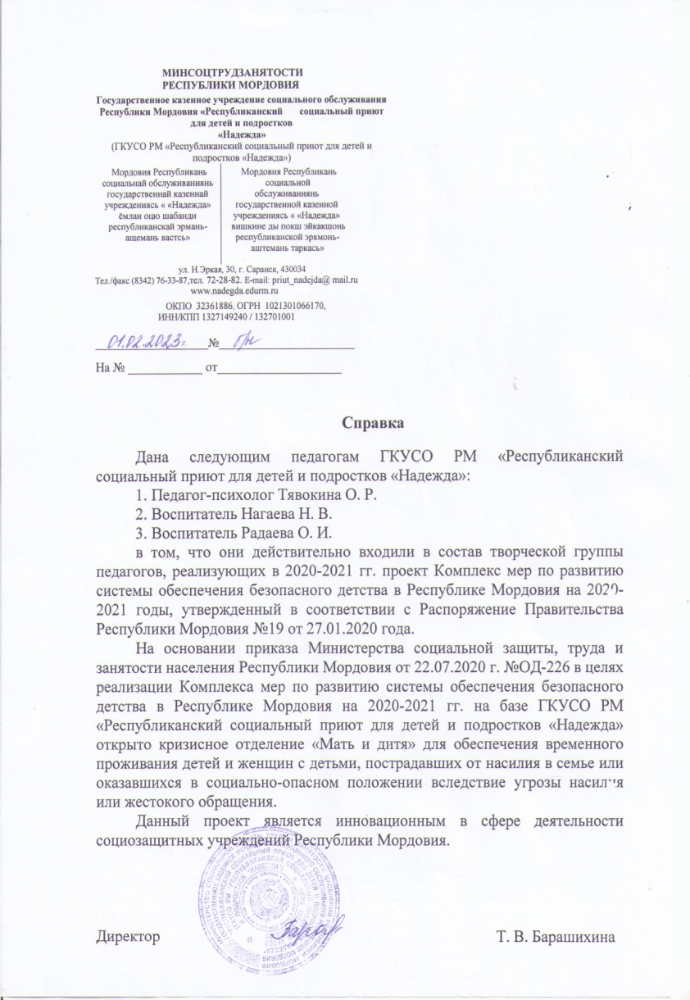 МИНСОЦТРУДЗАНЯТОСТИ
РЕСПУБЛИКИ МОРДОВИЯ
Государственное казенное учреждение социального обслуживания
Республики Мордовия «Республиканский социальный приют
для детей и подростков
«Надежда»
(ГКУСО РМ «Республиканский социальный приют для детей и
подростков «Надежда»)
Мордовия Республикань
социальнай обслуживаниянь
государственнай казеннай
учреждениясь « «Надежда»
ёмлаи оцю шабанди
республиканскай эрмань-
ащемань вастсь»
Мордовия Республикань
социальной
обслуживаниянь
государственной казенной
учреждениясь « «Надежда»
вишкине ды покш эйкакшонь
республиканской эрямонь-
аштемань таркась»
ул. Н.Эркая, 30, г. Саранск, 430034
Тел./факс (8342) 76-33-87,тел. 72-28-82. E-mail: priut_nadejda@ mail.ru
www.nadegda.edurm.ru
ОКПО 32361886, ОГРН 1021301066170,
ИНН/КПП 1327149240 / 132701001
01.02.2023г. № б/н
На № ____________ от____________________
Справка
Дана следующим педагогам ГКУСО РМ «Республиканский
социальный приют для детей и подростков «Надежда»:
1. Педагог-психолог Тявокина О. Р.
2. Воспитатель Нагаева Н. В.
3. Воспитатель Радаева О. И.
в том, что они действительно входили в состав творческой группы
педагогов, реализующих в 2020-2021 гг. проект Комплекс мер по развитию
системы обеспечения безопасного детства в Республике Мордовия на 2020-
2021 годы, утвержденный в соответствии с Распоряжение Правительства
Республики Мордовия №19 от 27.01.2020 года.
На основании приказа Министерства социальной защиты, труда и
занятости населения Республики Мордовия от 22.07.2020 г. №ОД-226 в целях
реализации Комплекса мер по развитию системы обеспечения безопасного
детства в Республике Мордовия на 2020-2021 гг. на базе ГКУСО РМ
«Республиканский социальный приют для детей и подростков «Надежда»
открыто кризисное отделение «Мать и дитя» для обеспечения временного
проживания детей и женщин с детьми, пострадавших от насилия в семье или
оказавшихся в социально-опасном положении вследствие угрозы насилия
или жестокого обращения.
Данный проект является инновационным в сфере деятельности
социозащитных учреждений Республики Мордовия.
Директор Т. В. Барашихина